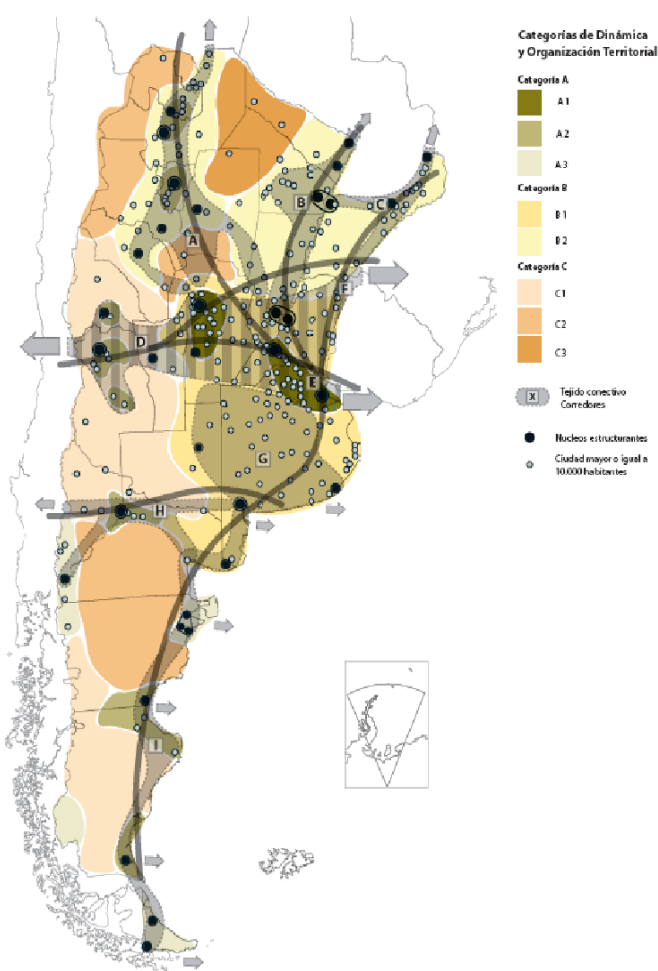 Categorías de Dinámica
y Organización Territorial
Categoría A
A 1
A 2
A 3
Categoría B
B 1
B 2
Categoría C
C1
C2
C3
X
Tejido conectivo
Corredores
Nucleos estructurantes
Ciudad mayor o igual a
10.000 habitantes
A
B
C
F
D
E
G
H
I